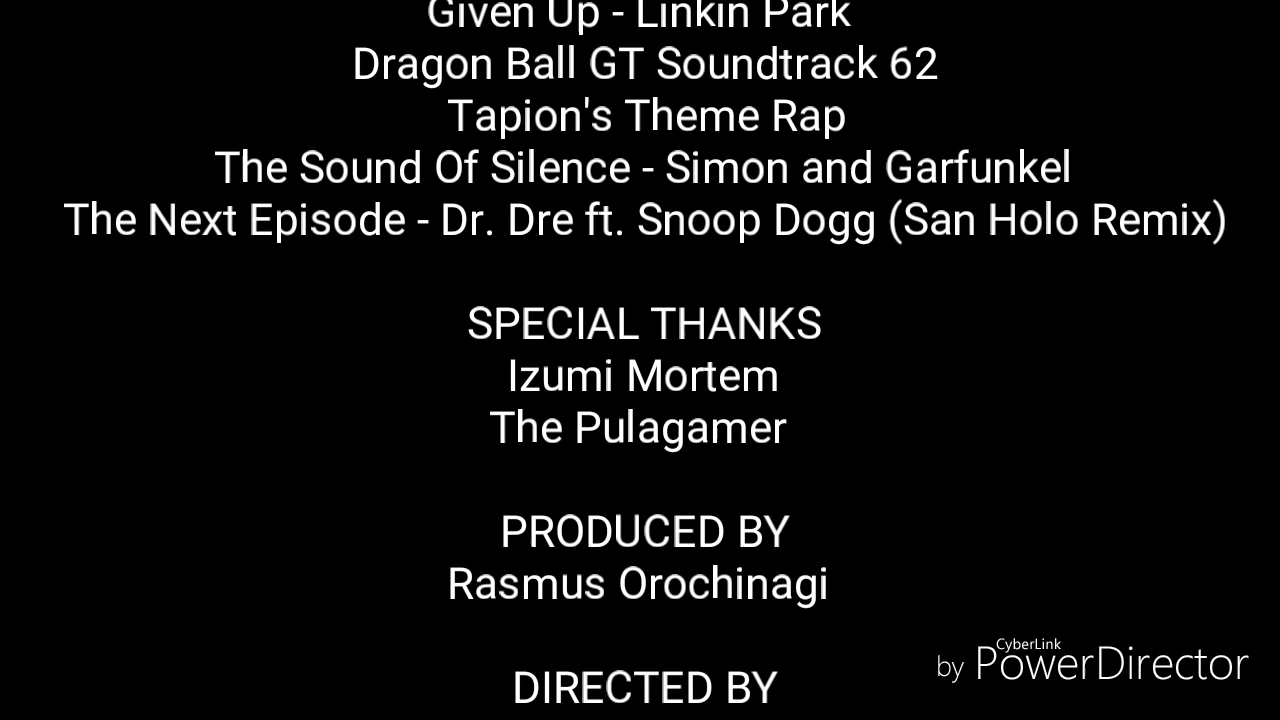 Given Up - Linkin Park
Dragon Ball GT Soundtrack 62
Tapion's Theme Rap
The Sound Of Silence - Simon and Garfunkel
The Next Episode - Dr. Dre ft. Snoop Dogg (San Holo Remix)
SPECIAL THANKS
Izumi Mortem
The Pulagamer
PRODUCED BY
Rasmus Orochinagi
DIRECTED BY
CyberLink
by PowerDirector